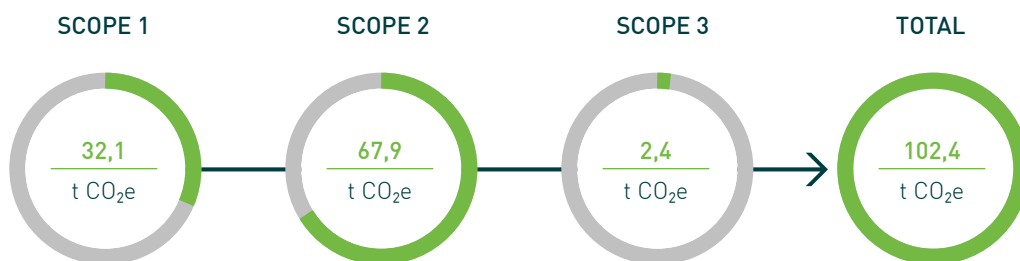 SCOPE 1
SCOPE 2
SCOPE 3
TOTAL
32,1
t CO₂e
67,9
t CO₂e
2,4
t CO₂e
102,4
t CO₂e